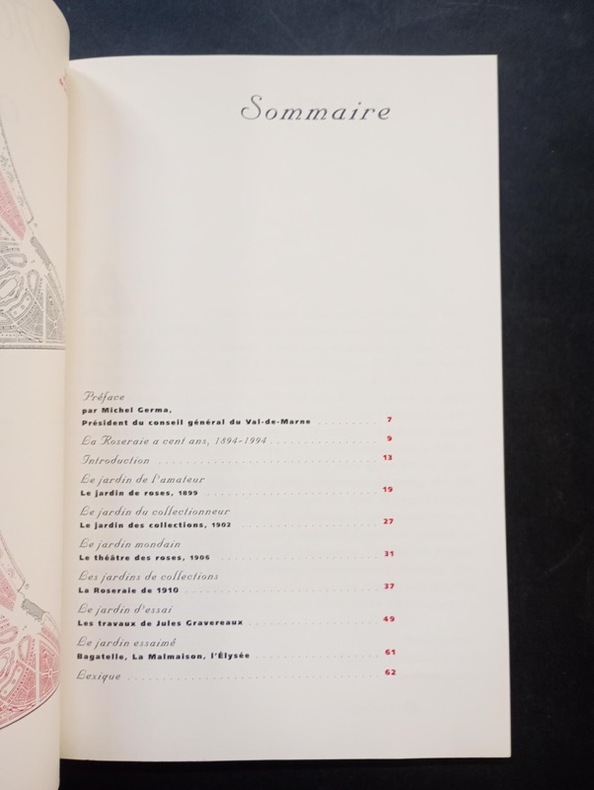 Sommaire
Préface
par Michel Germa,
Président du conseil général du Val-de-Marne . . . . . . . . . 7
La Roseraie a cent ans, 1894-1994 . . . . . . . . . . . . . . . 9
Introduction . . . . . . . . . . . . . . . . . . . . . . . . . . . . . . 13
Le jardin de l'amateur
Le jardin de roses, 1899 . . . . . . . . . . . . . . . . . . . . . . . . 19
Le jardin du collectionneur
Le jardin des collections, 1902 . . . . . . . . . . . . . . . . . . . 27
Le jardin mondain
Le théâtre des roses, 1906 . . . . . . . . . . . . . . . . . . . . . . 31
Les jardins de collections
La Roseraie de 1910 . . . . . . . . . . . . . . . . . . . . . . . . . . 37
Le jardin d'essai
Les travaux de Jules Gravereaux . . . . . . . . . . . . . . . . . . 49
Le jardin essaimé
Bagatelle, La Malmaison, l'Élysée . . . . . . . . . . . . . . . . . 61
Lexique . . . . . . . . . . . . . . . . . . . . . . . . . . . . . . . . . . 62